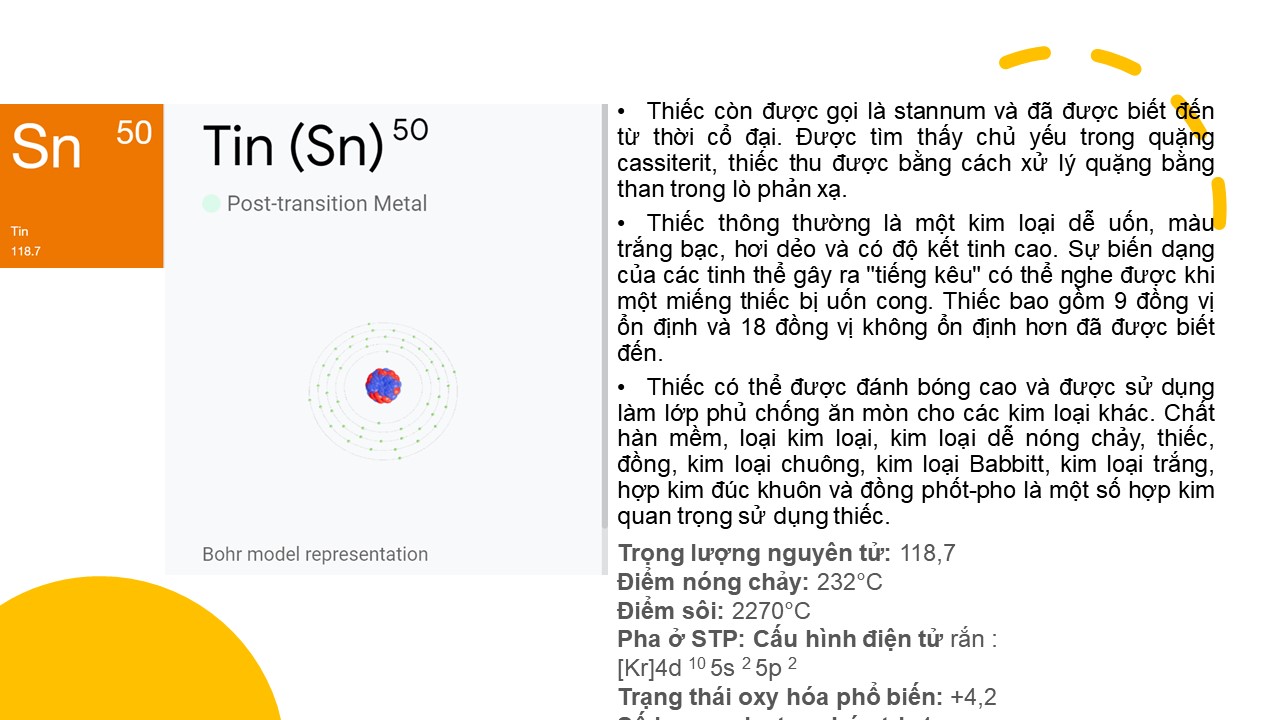 Sn 50
Tin
118.7
Tin (Sn) 50
Post-transition Metal
Bohr model representation
• Thiếc còn được gọi là stannum và đã được biết đến
từ thời cổ đại. Được tìm thấy chủ yếu trong quặng
cassiterit, thiếc thu được bằng cách xử lý quặng bằng
than trong lò phản xạ.
• Thiếc thông thường là một kim loại dễ uốn, màu
trắng bạc, hơi dẻo và có độ kết tinh cao. Sự biến dạng
của các tinh thể gây ra "tiếng kêu" có thể nghe được khi
một miếng thiếc bị uốn cong. Thiếc bao gồm 9 đồng vị
ổn định và 18 đồng vị không ổn định hơn đã được biết
đến.
• Thiếc có thể được đánh bóng cao và được sử dụng
làm lớp phủ chống ăn mòn cho các kim loại khác. Chất
hàn mềm, loại kim loại, kim loại dễ nóng chảy, thiếc,
đồng, kim loại chuông, kim loại Babbitt, kim loại trắng,
hợp kim đúc khuôn và đồng phốt-pho là một số hợp kim
quan trọng sử dụng thiếc.
Trọng lượng nguyên tử: 118,7
Điểm nóng chảy: 232°C
Điểm sôi: 2270°C
Pha ở STP: Cấu hình điện tử rắn :
[Kr]4d 10 5s 2 5p 2
Trạng thái oxy hóa phổ biến: +4,2